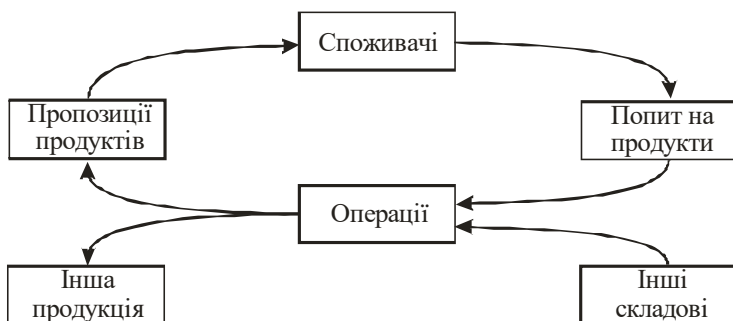 Споживачі
Пропозиції
продуктів
Попит на
продукти
Операції
Інша
продукція
Інші
складові